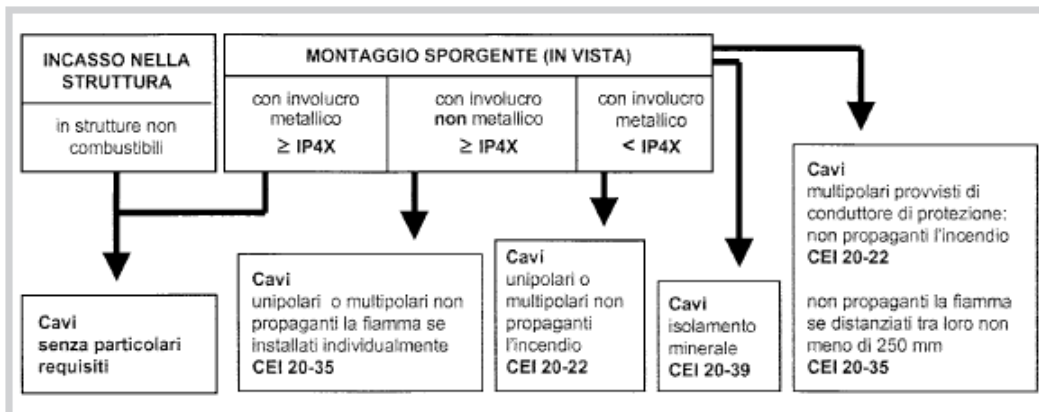 INCASSO NELLA
STRUTTURA
in strutture non
combustibili
MONTAGGIO SPORGENTE (IN VISTA)
con involucro
metallico
≥ IP4X
con involucro
non metallico
≥ IP4X
con involucro
metallico
< IP4X
Cavi
senza particolari
requisiti
Cavi
unipolari o multipolari non
propaganti la fiamma se
installati individualmente
CEI 20-35
Cavi
unipolari o
multipolari non
propaganti
l'incendio
CEI 20-22
Cavi
isolamento
minerale
CEI 20-39
Cavi
multipolari provvisti di
conduttore di protezione:
non propaganti l'incendio
CEI 20-22
non propaganti la fiamma
se distanziati tra loro non
meno di 250 mm
CEI 20-35